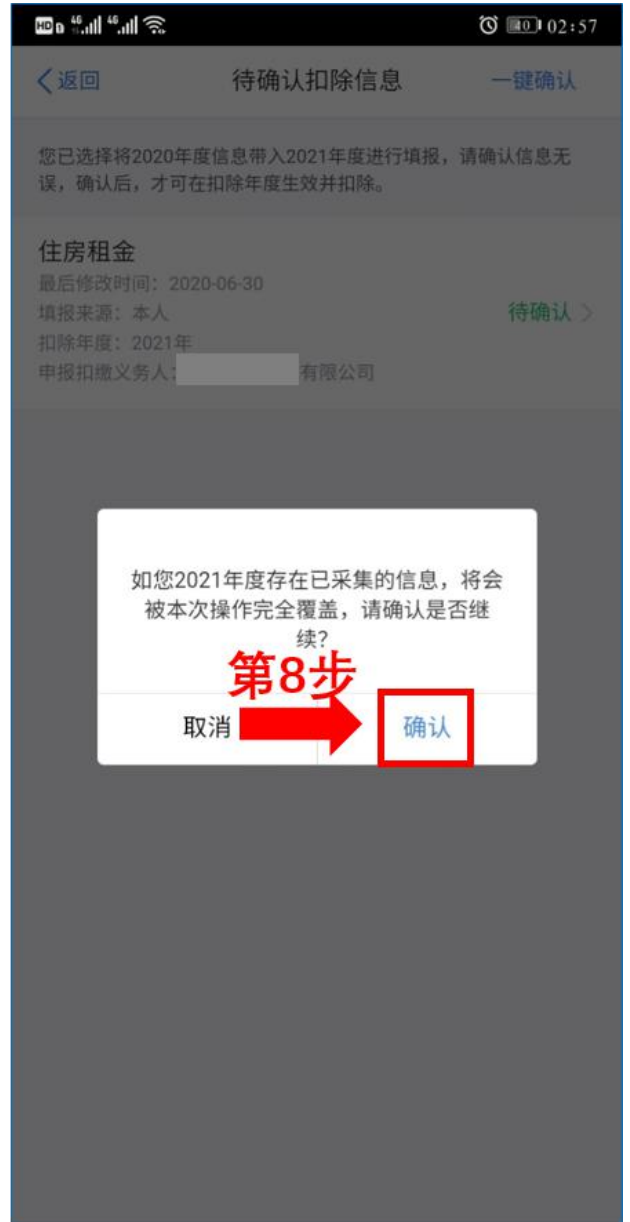 HD 46 46 40 02:57
返回 待确认扣除信息 一键确认
您已选择将2020年度信息带入2021年度进行填报，请确认信息无
误，确认后，才可在扣除年度生效并扣除。
住房租金
最后修改时间：2020-06-30
填报来源：本人
待确认
扣除年度：2021年
申报扣缴义务人： 有限公司
如您2021年度存在已采集的信息，将会
被本次操作完全覆盖，请确认是否继
续？
第8步
取消 确认